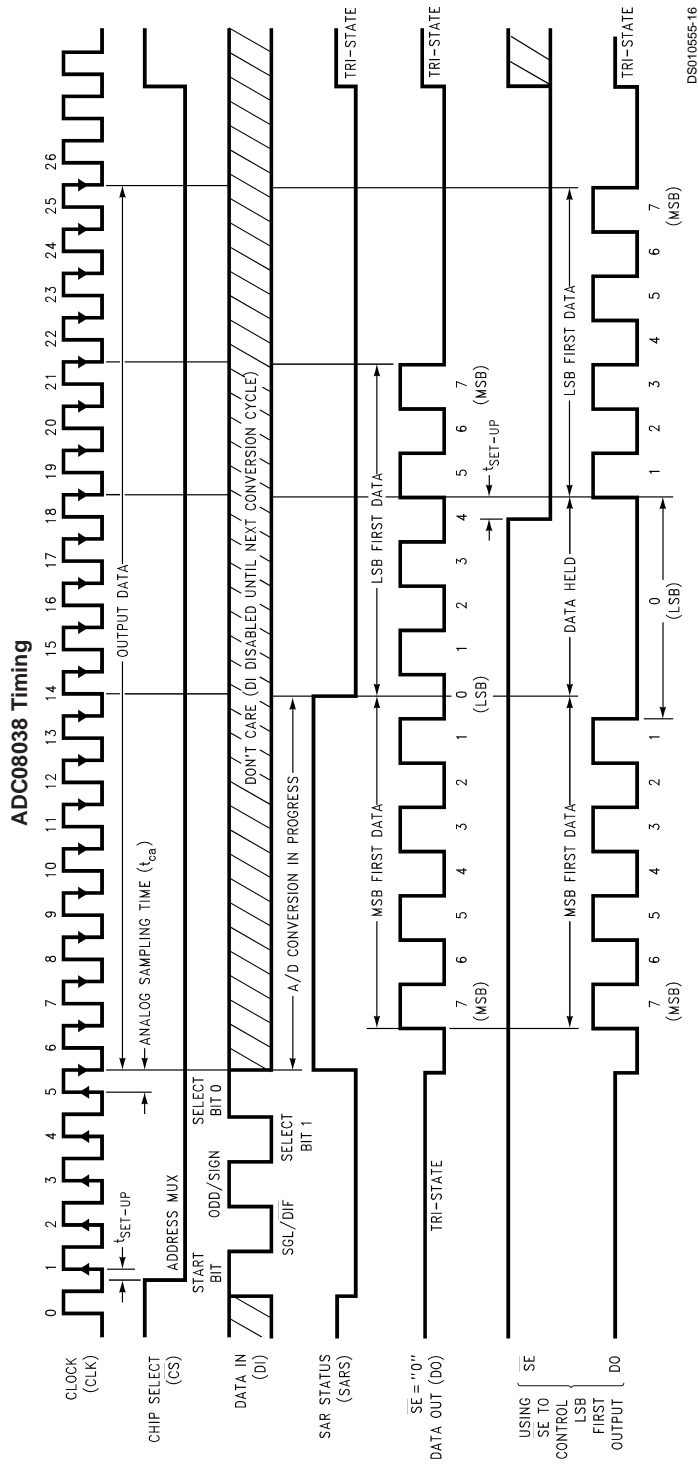 ADC08038 Timing
CLOCK
(CLK)
0 1 2 3 4 5 6 7 8 9 10 11 12 13 14 15 16 17 18 19 20 21 22 23 24 25 26
tSET-UP
ANALOG SAMPLING TIME (tca)
OUTPUT DATA
CHIP SELECT
(CS)
ADDRESS MUX
START
BIT
ODD/SIGN
SELECT
BIT 0
DATA IN
(DI)
DON'T CARE (DI DISABLED UNTIL NEXT CONVERSION CYCLE)
SGL/DIF
SELECT
BIT 1
A/D CONVERSION IN PROGRESS
SAR STATUS
(SARS)
TRI-STATE
MSB FIRST DATA
LSB FIRST DATA
SE = "0"
DATA OUT (DO)
TRI-STATE
TRI-STATE
7 6 5 4 3 2 1 0 1 2 3 4 5 6 7
(MSB) (LSB) (MSB)
tSET-UP
USING
SE TO
CONTROL
LSB
FIRST
OUTPUT
SE
MSB FIRST DATA
DATA HELD
LSB FIRST DATA
DO
TRI-STATE
7 6 5 4 3 2 1 0 1 2 3 4 5 6 7
(MSB) (LSB) (MSB)
DS010555-16